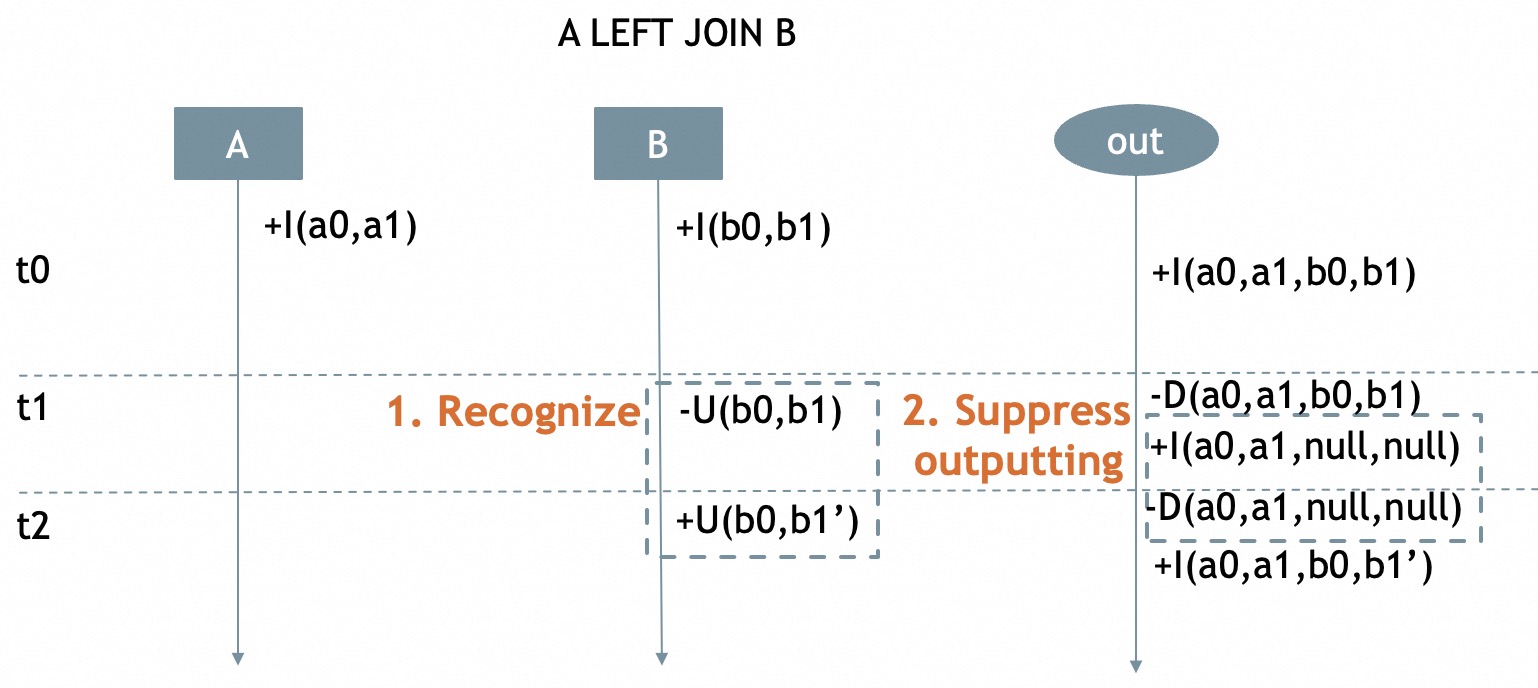 A LEFT JOIN B
A
B
out
+I(a0,a1)
+I(b0,b1)
t0
+I(a0,a1,b0,b1)
t1
1. Recognize
-U(b0,b1)
2. Suppress
outputting
-D(a0,a1,b0,b1)
+I(a0,a1,null,null)
t2
+U(b0,b1’)
-D(a0,a1,null,null)
+I(a0,a1,b0,b1’)